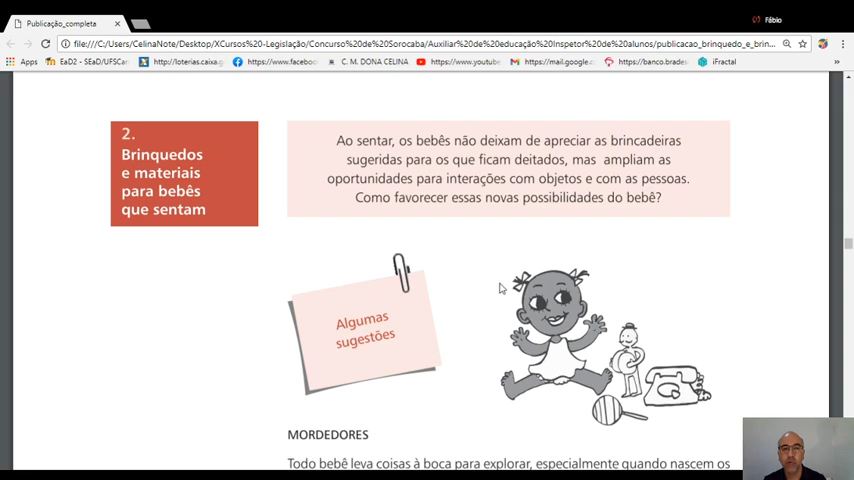 Publicação_completa
Fábio
file:///C:/Users/CelinaNote/Desktop/XCursos%20-Legislação/Concurso%20de%20Sorocaba/Auxiliar%20de%20educação%20Inspetor%20de%20alunos/publicacao_brinquedo_e_brin...
Apps EaD2 - SEaD/UFSCar http://loterias.caixa.g https://www.facebo C. M. DONA CELINA https://www.youtube https://mail.google.c https://banco.brades iFractal »
2.
Brinquedos
e materiais
para bebês
que sentam
Ao sentar, os bebês não deixam de apreciar as brincadeiras
sugeridas para os que ficam deitados, mas ampliam as
oportunidades para interações com objetos e com as pessoas.
Como favorecer essas novas possibilidades do bebê?
Algumas
sugestões
MORDEDORES
Todo bebê leva coisas à boca para explorar, especialmente quando nascem os